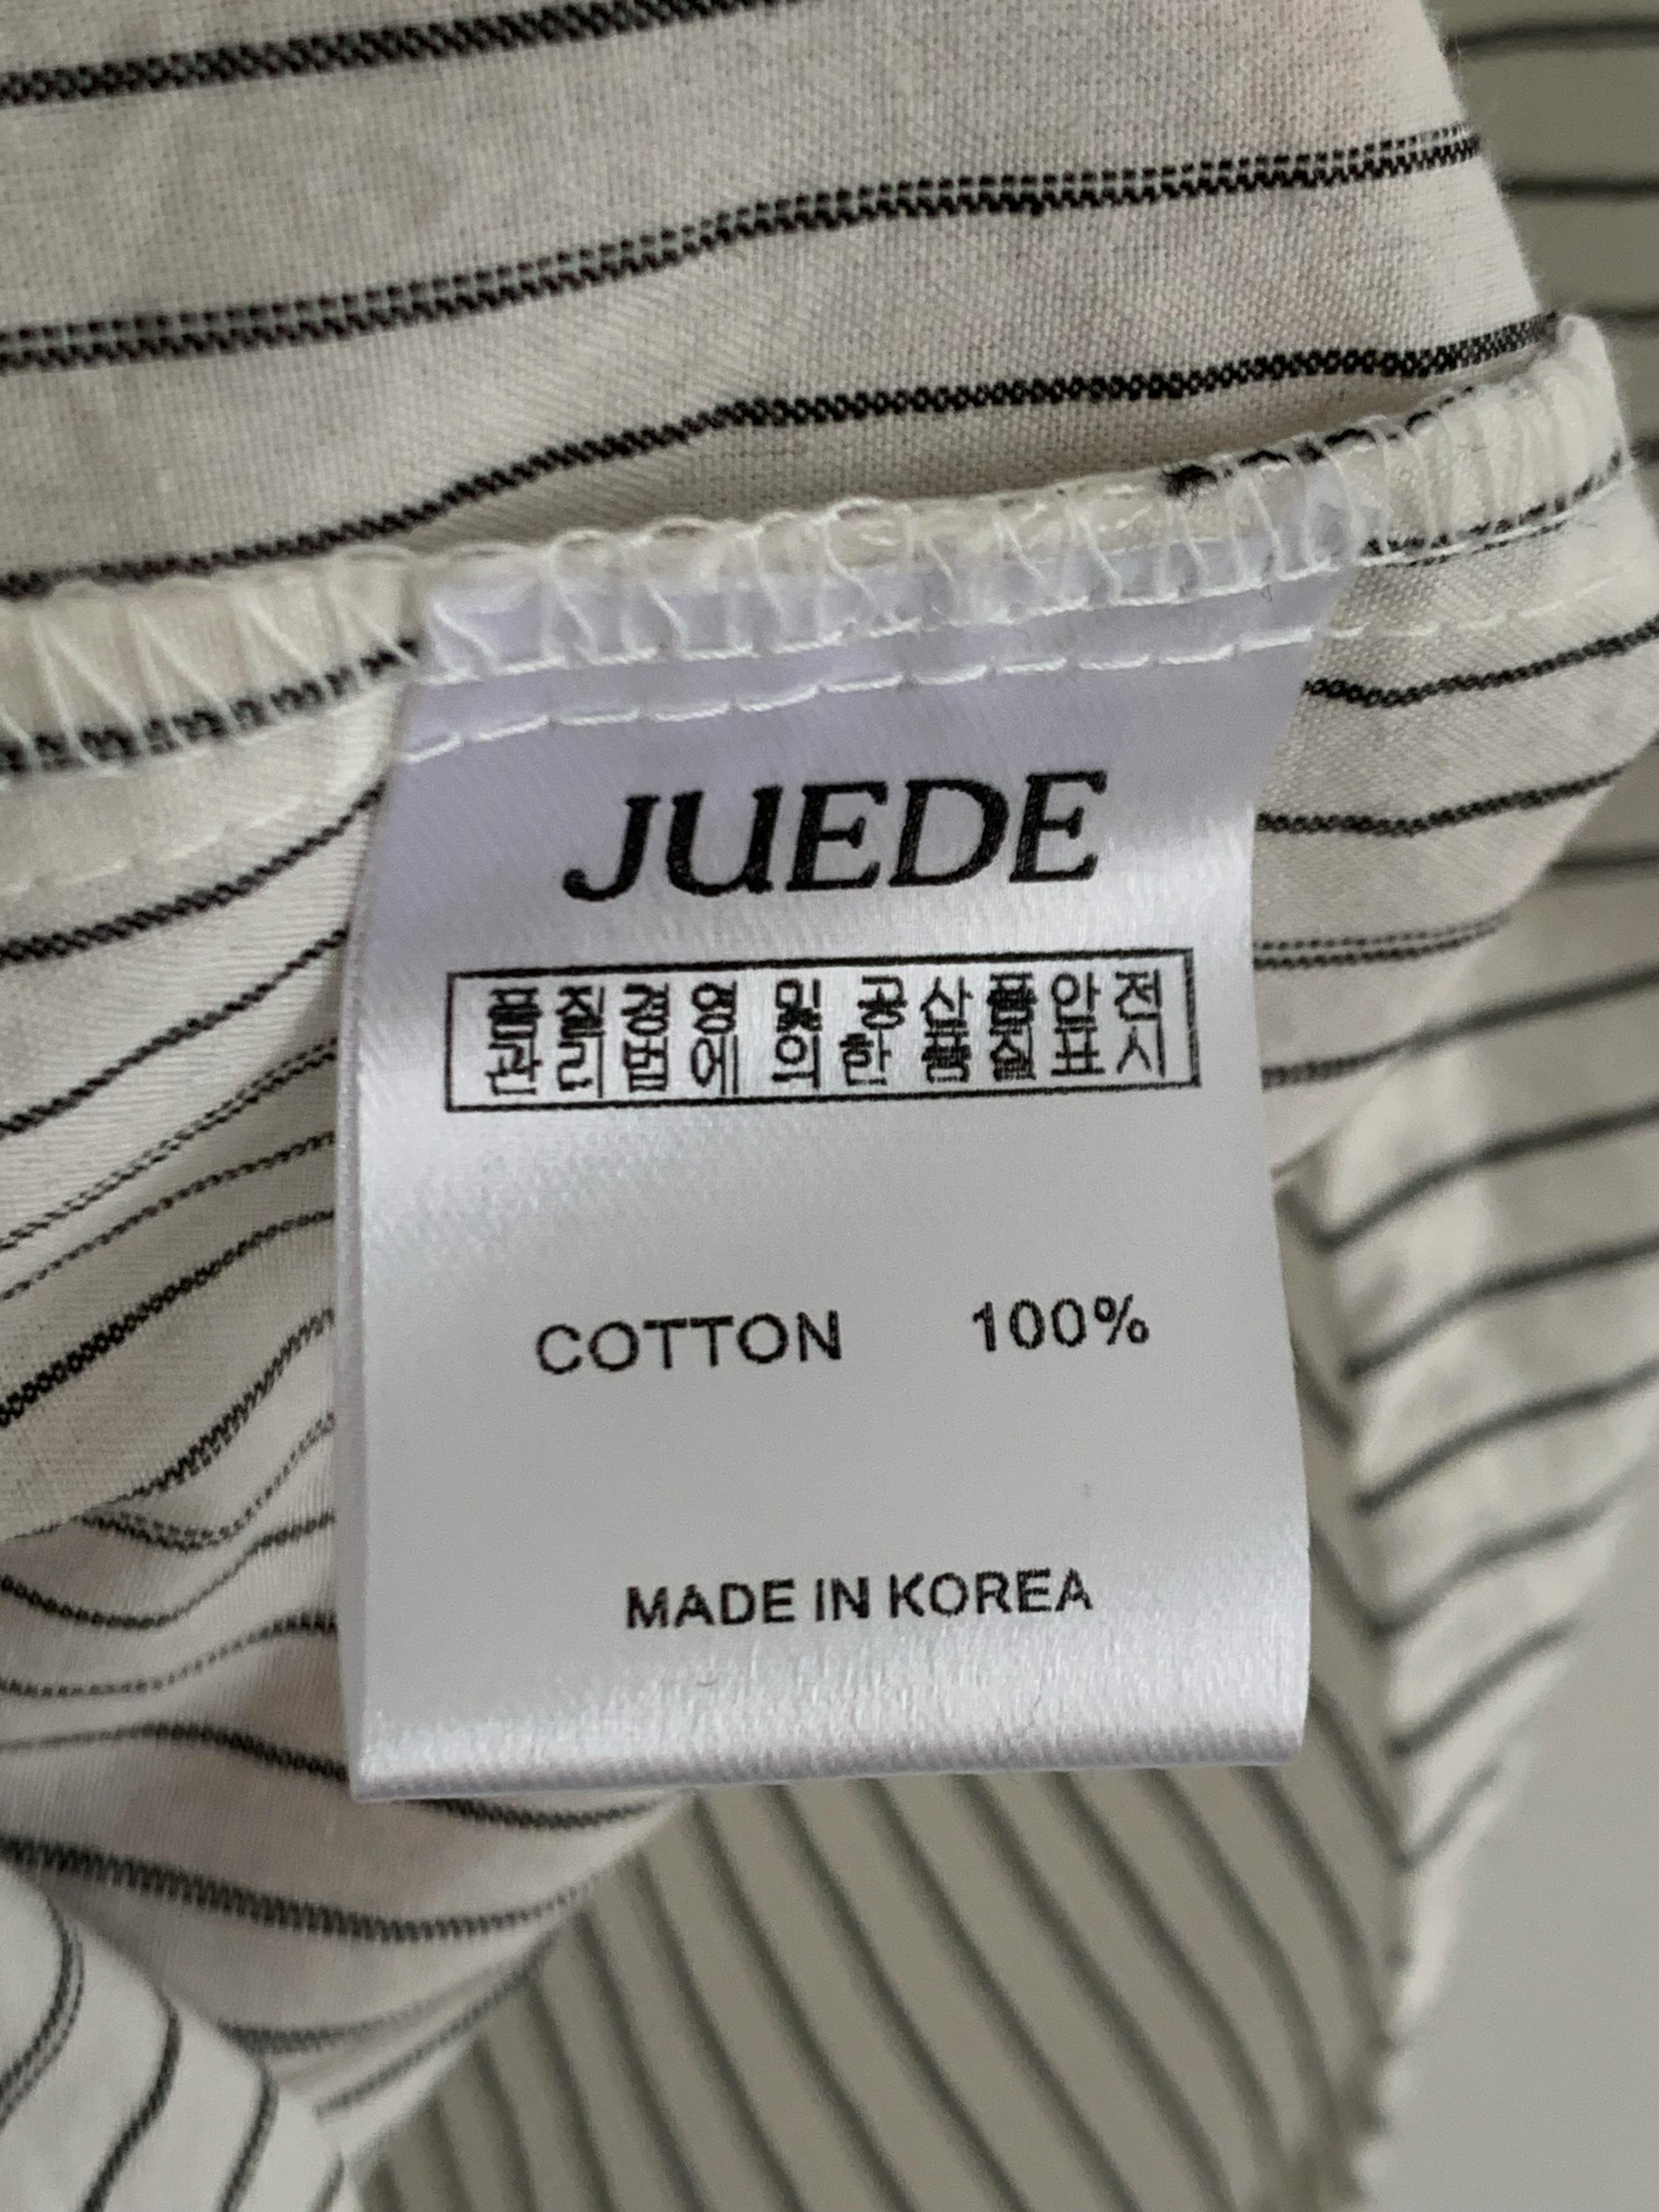 JUEDE
품질경영 및 공산품안전
관리법에 의한 품질표시
COTTON 100%
MADE IN KOREA